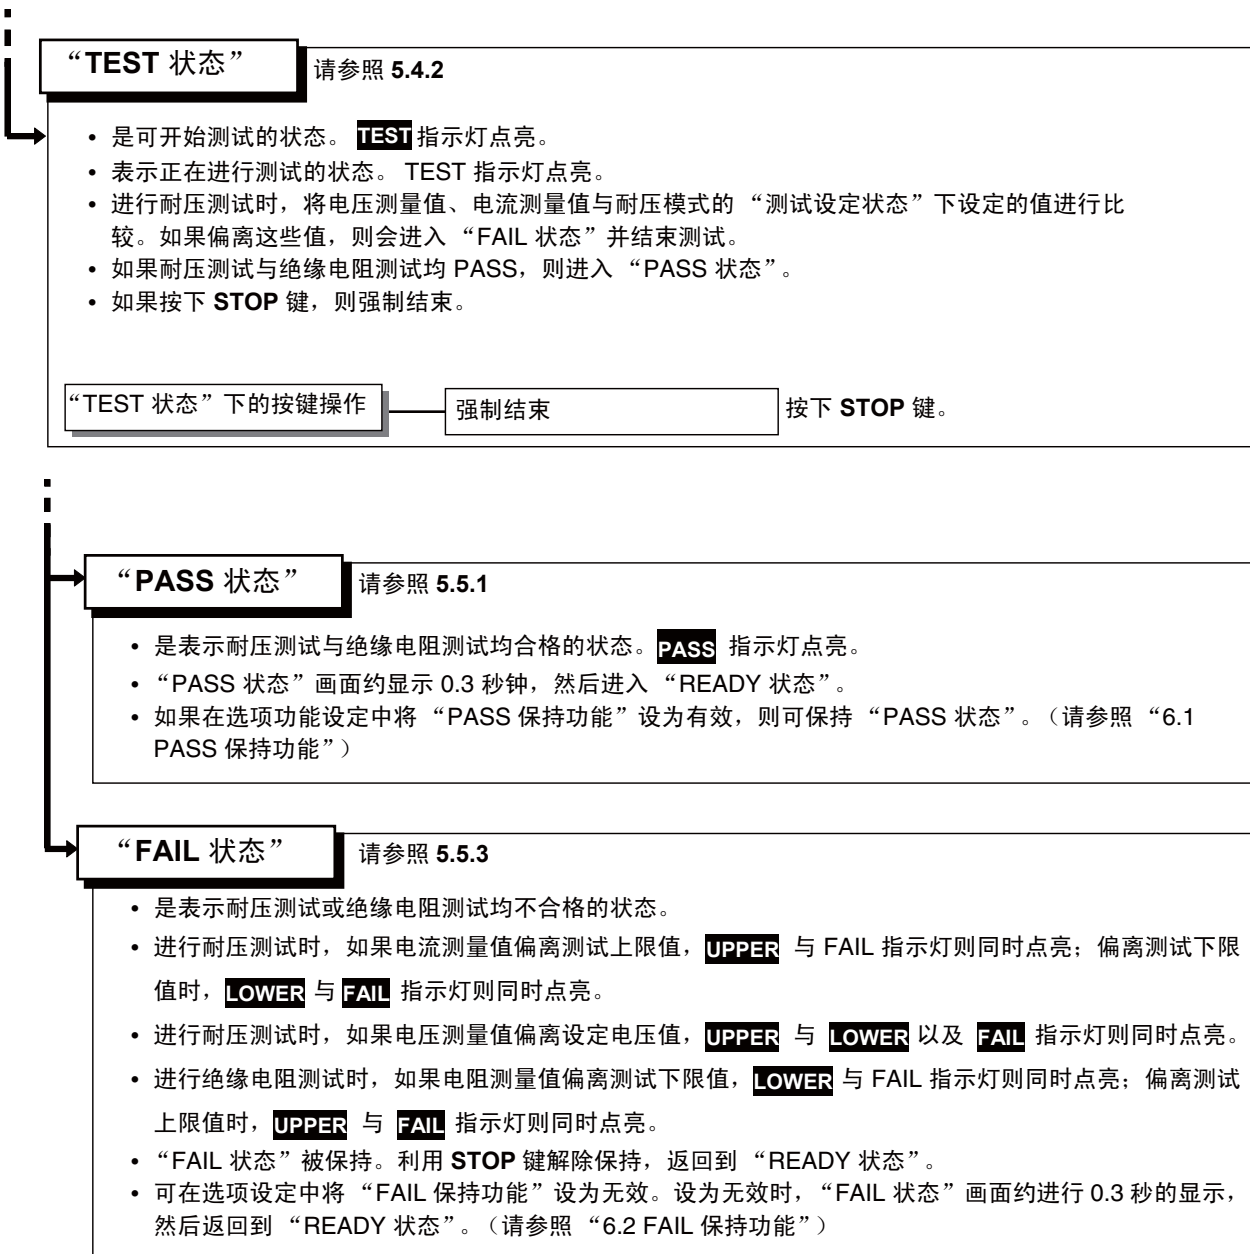 “TEST 状态” 请参照 5.4.2
• 是可开始测试的状态。 TEST 指示灯点亮。
• 表示正在进行测试的状态。 TEST 指示灯点亮。
• 进行耐压测试时，将电压测量值、电流测量值与耐压模式的 “测试设定状态”下设定的值进行比
较。如果偏离这些值，则会进入 “FAIL 状态”并结束测试。
• 如果耐压测试与绝缘电阻测试均 PASS，则进入 “PASS 状态”。
• 如果按下 STOP 键，则强制结束。
“TEST 状态”下的按键操作 强制结束 按下 STOP 键。
“PASS 状态” 请参照 5.5.1
• 是表示耐压测试与绝缘电阻测试均合格的状态。 PASS 指示灯点亮。
• “PASS 状态”画面约显示 0.3 秒钟，然后进入 “READY 状态”。
• 如果在选项功能设定中将 “PASS 保持功能”设为有效，则可保持 “PASS 状态”。（请参照 “6.1
PASS 保持功能”）
“FAIL 状态” 请参照 5.5.3
• 是表示耐压测试或绝缘电阻测试均不合格的状态。
• 进行耐压测试时，如果电流测量值偏离测试上限值，UPPER 与 FAIL 指示灯则同时点亮；偏离测试下限
值时，LOWER 与 FAIL 指示灯则同时点亮。
• 进行耐压测试时，如果电压测量值偏离设定电压值，UPPER 与 LOWER 以及 FAIL 指示灯则同时点亮。
• 进行绝缘电阻测试时，如果电阻测量值偏离测试下限值，LOWER 与 FAIL 指示灯则同时点亮；偏离测试
上限值时，UPPER 与 FAIL 指示灯则同时点亮。
• “FAIL 状态”被保持。利用 STOP 键解除保持，返回到 “READY 状态”。
• 可在选项设定中将 “FAIL 保持功能”设为无效。设为无效时，“FAIL 状态”画面约进行 0.3 秒的显示，
然后返回到 “READY 状态”。（请参照 “6.2 FAIL 保持功能”）